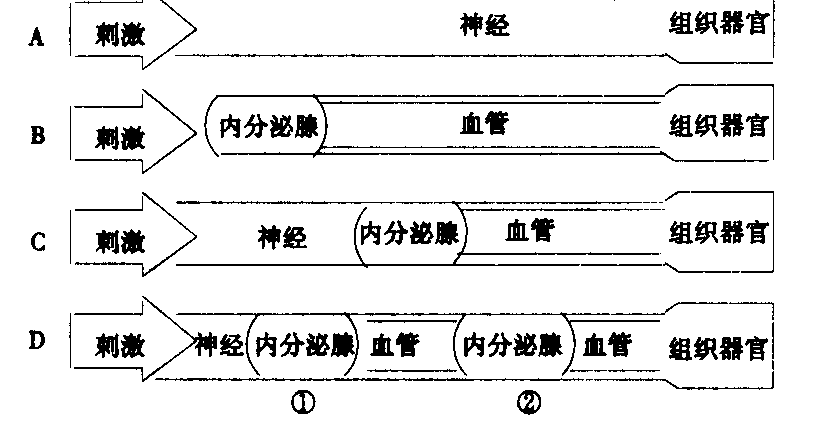 A 刺激 神经 组织器官
B 刺激 内分泌腺 血管 组织器官
C 刺激 神经 内分泌腺 血管 组织器官
D 刺激 神经 内分泌腺 血管 内分泌腺 血管 组织器官
① ②